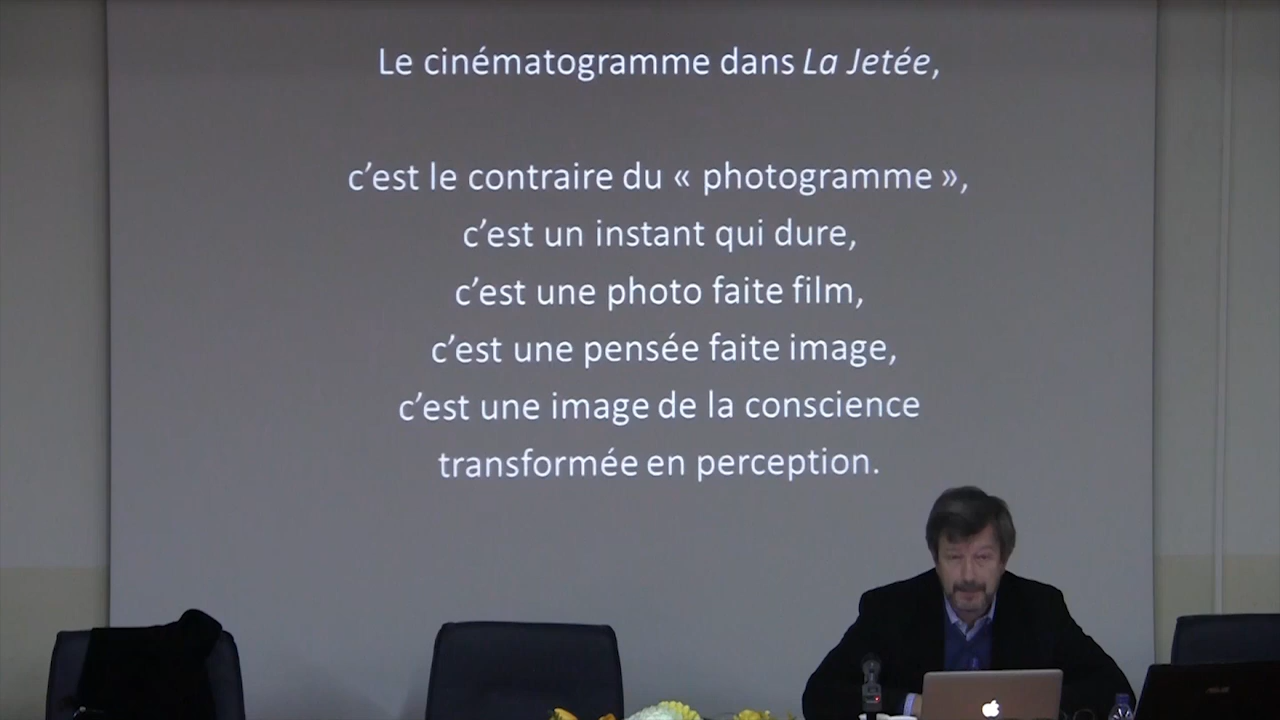 Le cinématogramme dans La Jetée,
c’est le contraire du « photogramme »,
c’est un instant qui dure,
c’est une photo faite film,
c’est une pensée faite image,
c’est une image de la conscience
transformée en perception.